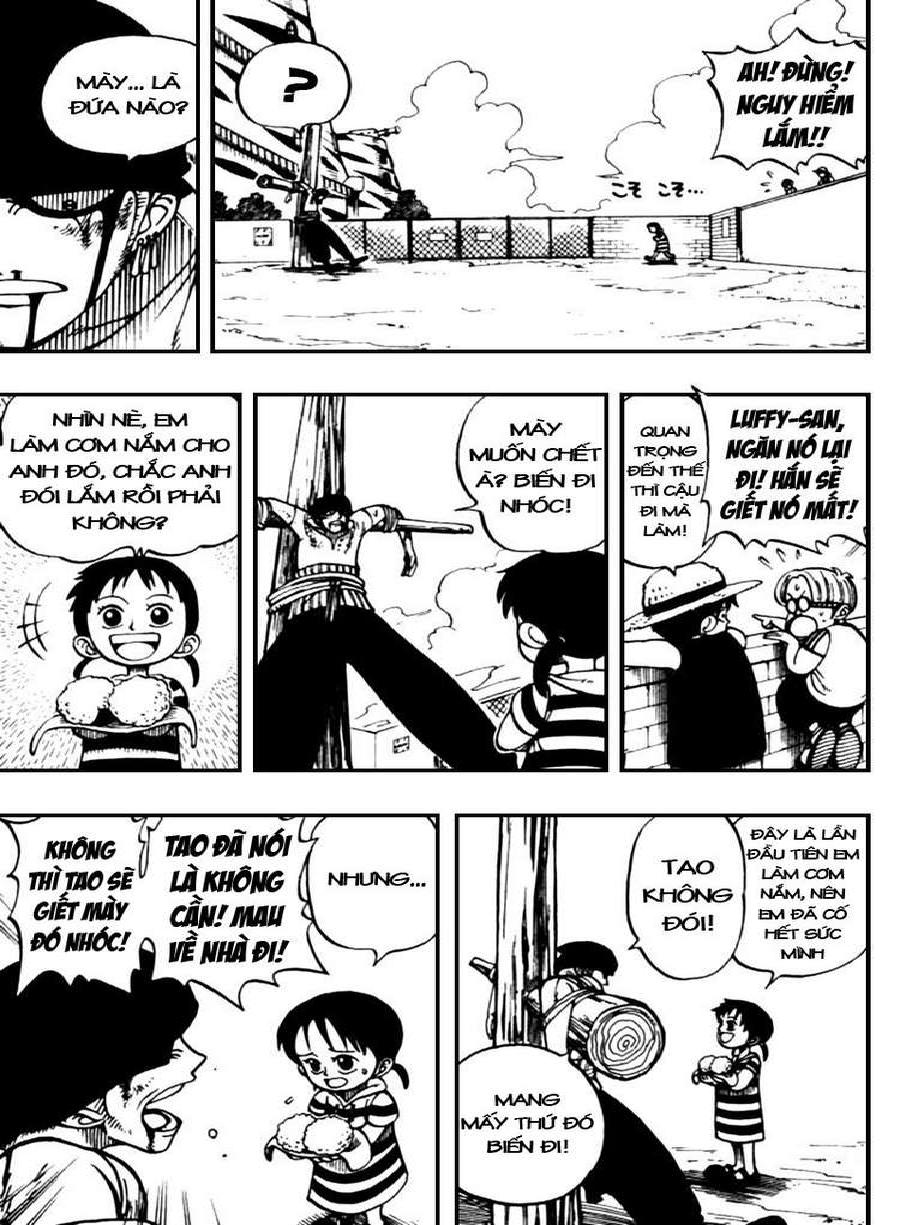 AH! ĐỪNG!
NGUY HIỂM
LẮM!!
?
こそ こそ…
MÀY... LÀ
ĐỨA NÀO?
LUFFY-SAN,
NGĂN NÓ LẠI
ĐI! HẮN SẼ
GIẾT NÓ MẤT!
QUAN
TRỌNG
ĐẾN THẾ
THÌ CẬU
ĐI MÀ
LÀM!
MÀY
MUỐN CHẾT
À? BIẾN ĐI
NHÓC!
NHÌN NÈ, EM
LÀM CƠM NẮM CHO
ANH ĐÓ, CHẮC ANH
ĐÓI LẮM RỒI PHẢI
KHÔNG?
ĐÂY LÀ LẦN
ĐẦU TIÊN EM
LÀM CƠM
NẮM, NÊN
EM ĐÃ CỐ
HẾT SỨC
MÌNH
TAO
KHÔNG
ĐÓI!
MANG
MẤY THỨ ĐÓ
BIẾN ĐI!
NHƯNG...
TAO ĐÃ NÓI
LÀ KHÔNG
CẦN! MAU
VỀ NHÀ ĐI!
KHÔNG
THÌ TAO SẼ
GIẾT MÀY
ĐÓ NHÓC!